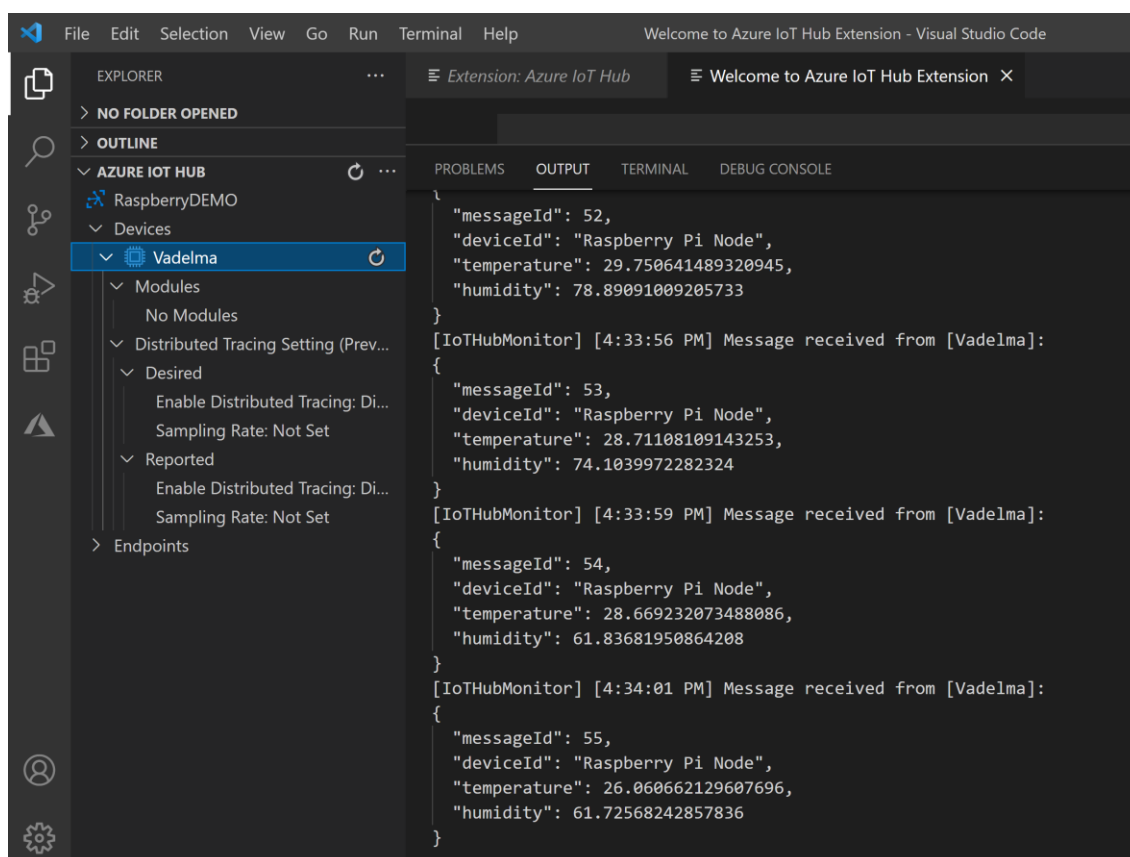 File Edit Selection View Go Run Terminal Help Welcome to Azure IoT Hub Extension - Visual Studio Code
EXPLORER ...
NO FOLDER OPENED
OUTLINE
AZURE IOT HUB ...
RaspberryDEMO
Devices
Vadelma
Modules
No Modules
Distributed Tracing Setting (Prev...
Desired
Enable Distributed Tracing: Di...
Sampling Rate: Not Set
Reported
Enable Distributed Tracing: Di...
Sampling Rate: Not Set
Endpoints
Extension: Azure IoT Hub Welcome to Azure IoT Hub Extension
PROBLEMS OUTPUT TERMINAL DEBUG CONSOLE
{
"messageId": 52,
"deviceId": "Raspberry Pi Node",
"temperature": 29.750641489320945,
"humidity": 78.89091009205733
}
[IoTHubMonitor] [4:33:56 PM] Message received from [Vadelma]:
{
"messageId": 53,
"deviceId": "Raspberry Pi Node",
"temperature": 28.71108109143253,
"humidity": 74.1039972282324
}
[IoTHubMonitor] [4:33:59 PM] Message received from [Vadelma]:
{
"messageId": 54,
"deviceId": "Raspberry Pi Node",
"temperature": 28.669232073488086,
"humidity": 61.83681950864208
}
[IoTHubMonitor] [4:34:01 PM] Message received from [Vadelma]:
{
"messageId": 55,
"deviceId": "Raspberry Pi Node",
"temperature": 26.060662129607696,
"humidity": 61.72568242857836
}